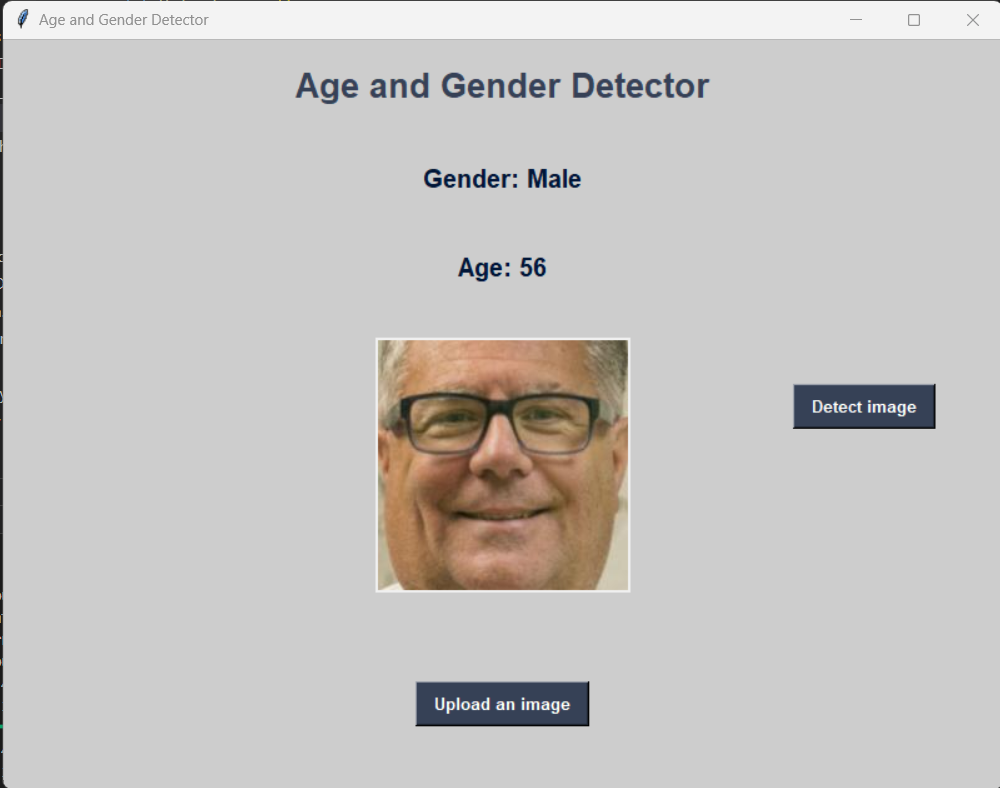 Age and Gender Detector
Age and Gender Detector
Gender: Male
Age: 56
Detect image
Upload an image